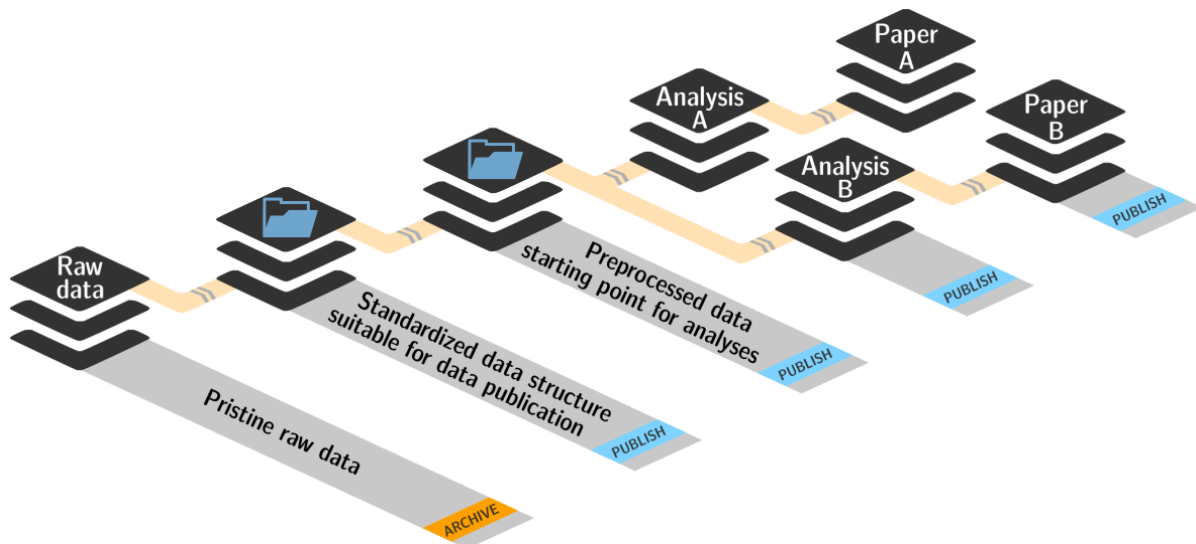 Paper
A
Analysis
A
Paper
B
Analysis
B
PUBLISH
PUBLISH
Raw
data
Preprocessed data
starting point for analyses
PUBLISH
Standardized data structure
suitable for data publication
PUBLISH
Pristine raw data
ARCHIVE